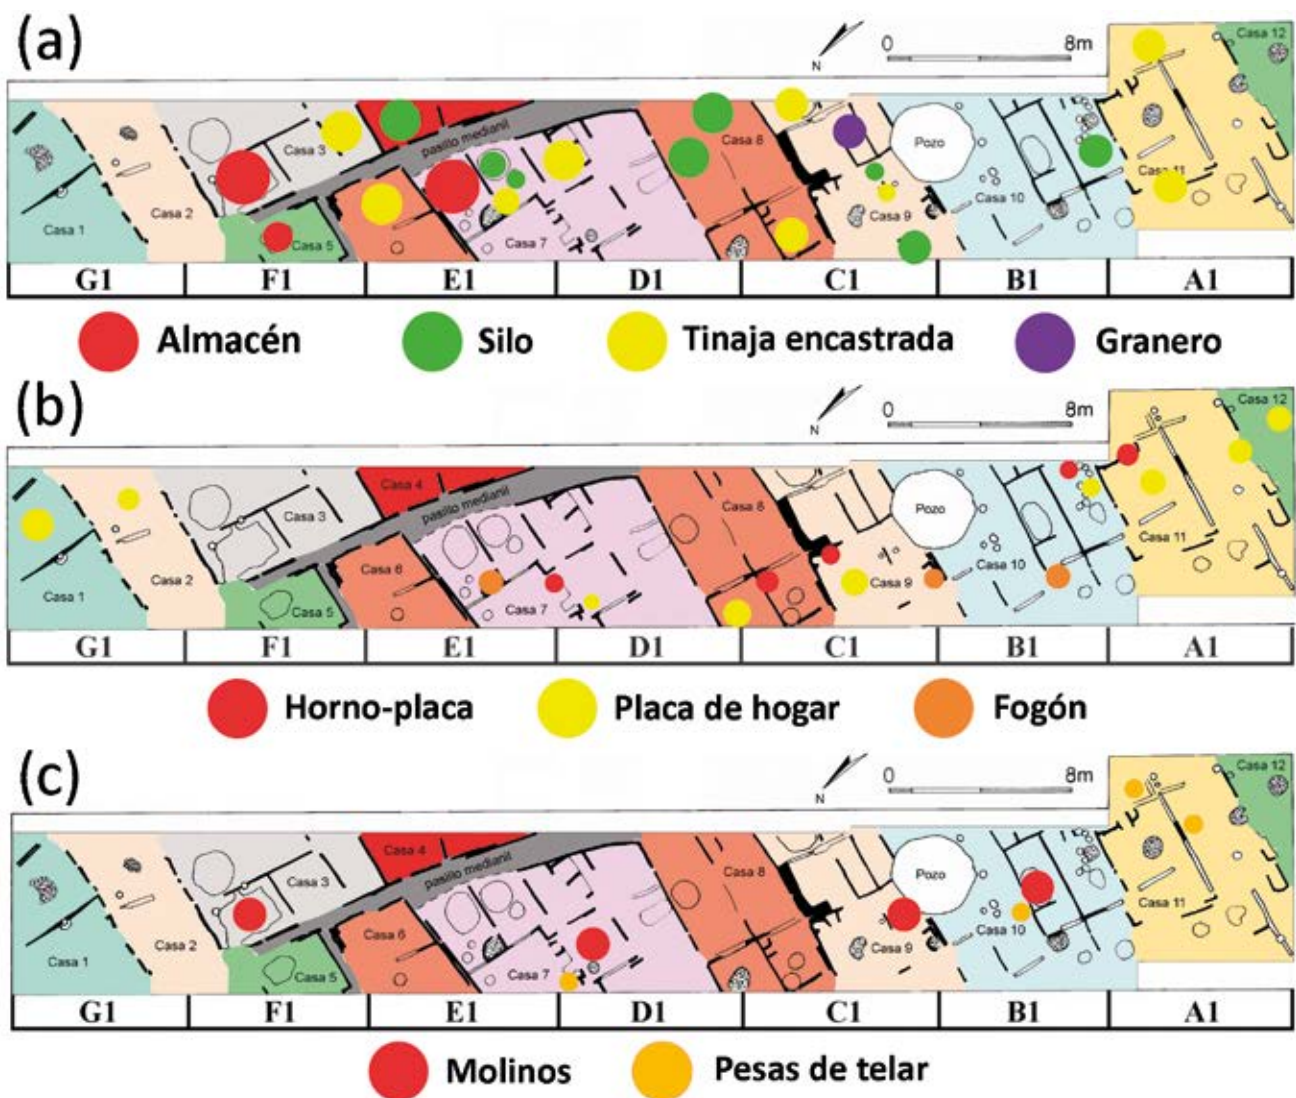 (a)
0 8m
N
Casa 12
Casa 3
pasillo medianil
Casa 8
Pozo
Casa 11
Casa 1
Casa 2
Casa 5
Casa 7
Casa 9
Casa 10
G1 F1 E1 D1 C1 B1 A1
Almacén Silo Tinaja encastrada Granero
(b)
0 8m
N
Casa 12
Casa 4
Casa 3
pasillo medianil
Casa 8
Pozo
Casa 11
Casa 1
Casa 2
Casa 5
Casa 6
Casa 7
Casa 9
Casa 10
G1 F1 E1 D1 C1 B1 A1
Horno-placa Placa de hogar Fogón
(c)
0 8m
N
Casa 12
Casa 4
Casa 3
pasillo medianil
Casa 8
Pozo
Casa 11
Casa 1
Casa 2
Casa 5
Casa 6
Casa 7
Casa 9
Casa 10
G1 F1 E1 D1 C1 B1 A1
Molinos Pesas de telar